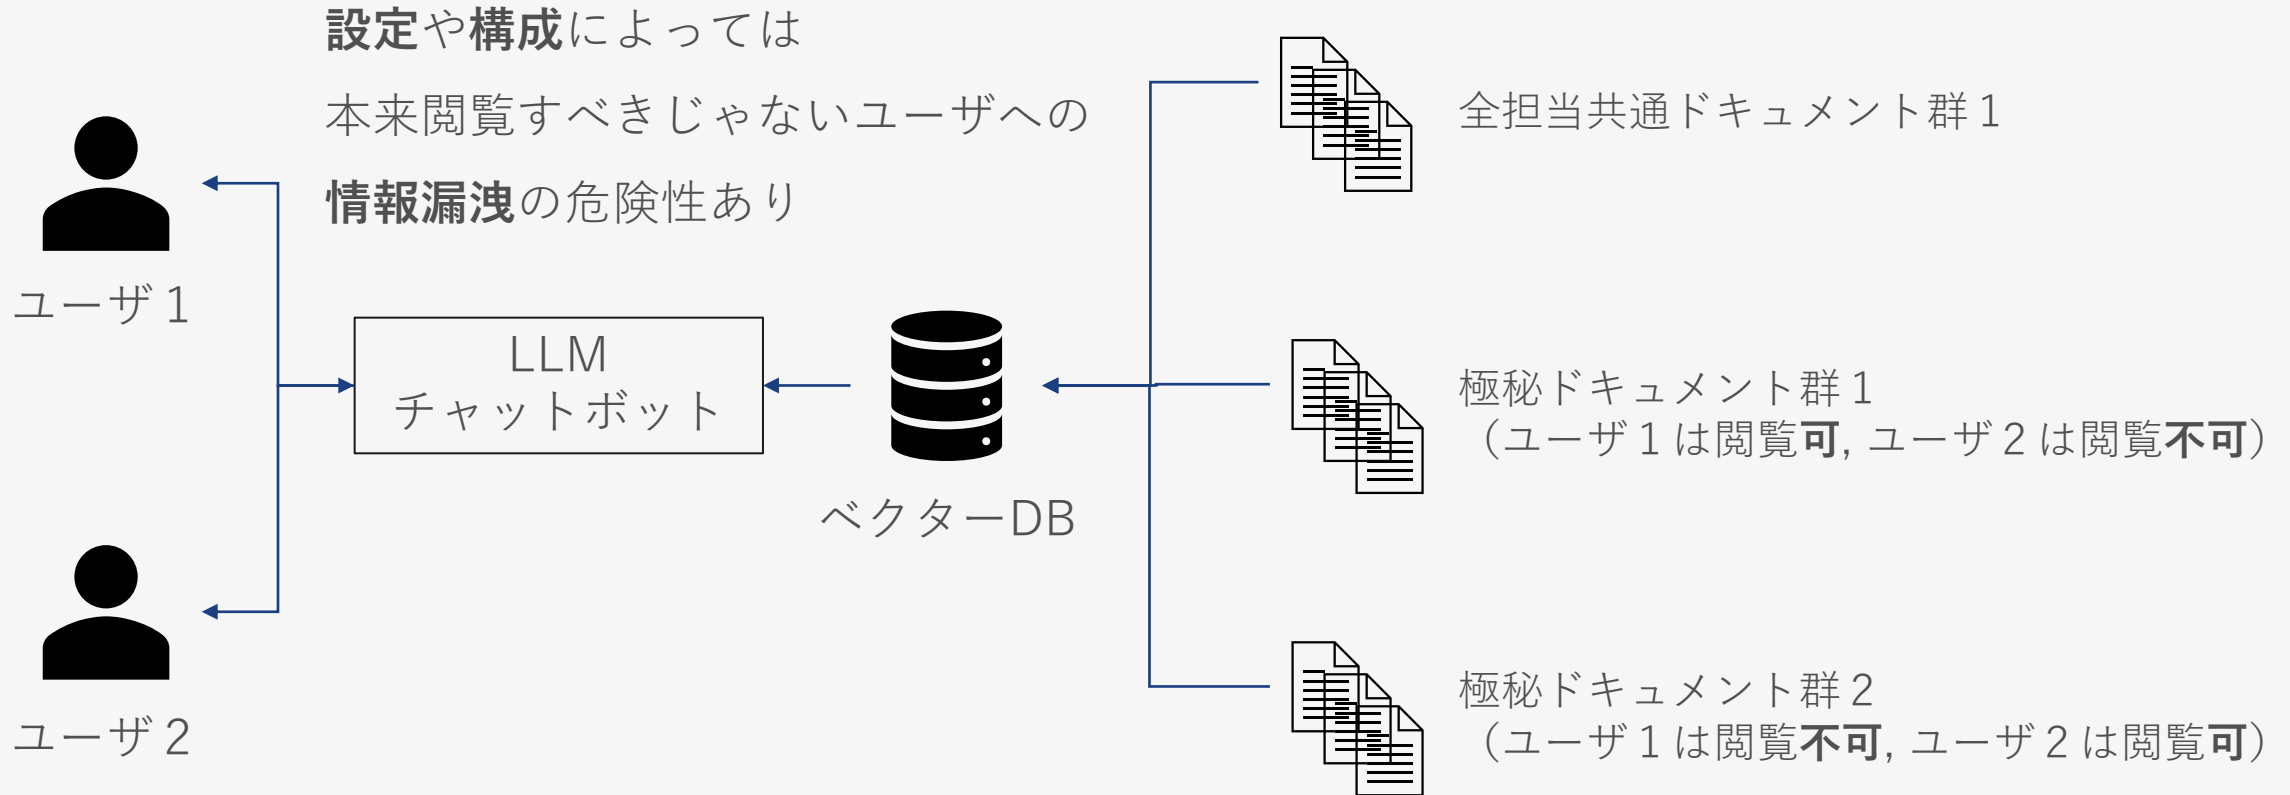 設定や構成によっては
本来閲覧すべきじゃないユーザへの
情報漏洩の危険性あり
ユーザ1
LLM
チャットボット
ベクターDB
ユーザ2
全担当共通ドキュメント群1
極秘ドキュメント群1
（ユーザ1は閲覧可, ユーザ2は閲覧不可）
極秘ドキュメント群2
（ユーザ1は閲覧不可, ユーザ2は閲覧可）